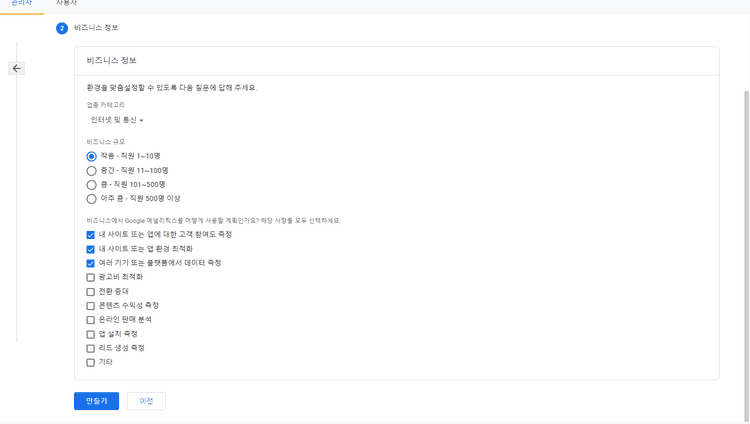 관리자 사용자
2 비즈니스 정보
비즈니스 정보
환경을 맞춤설정할 수 있도록 다음 질문에 답해 주세요.
업종 카테고리
인터넷 및 통신
비즈니스 규모
작음 - 직원 1~10명
중간 - 직원 11~100명
큼 - 직원 101~500명
아주 큼 - 직원 500명 이상
비즈니스에서 Google 애널리틱스를 어떻게 사용할 계획인가요? 해당 사항을 모두 선택하세요.
내 사이트 또는 앱에 대한 고객 참여도 측정
내 사이트 또는 앱 환경 최적화
여러 기기 또는 플랫폼에서 데이터 측정
광고비 최적화
전환 증대
콘텐츠 수익성 측정
온라인 판매 분석
앱 설치 측정
리드 생성 측정
기타
만들기 이전